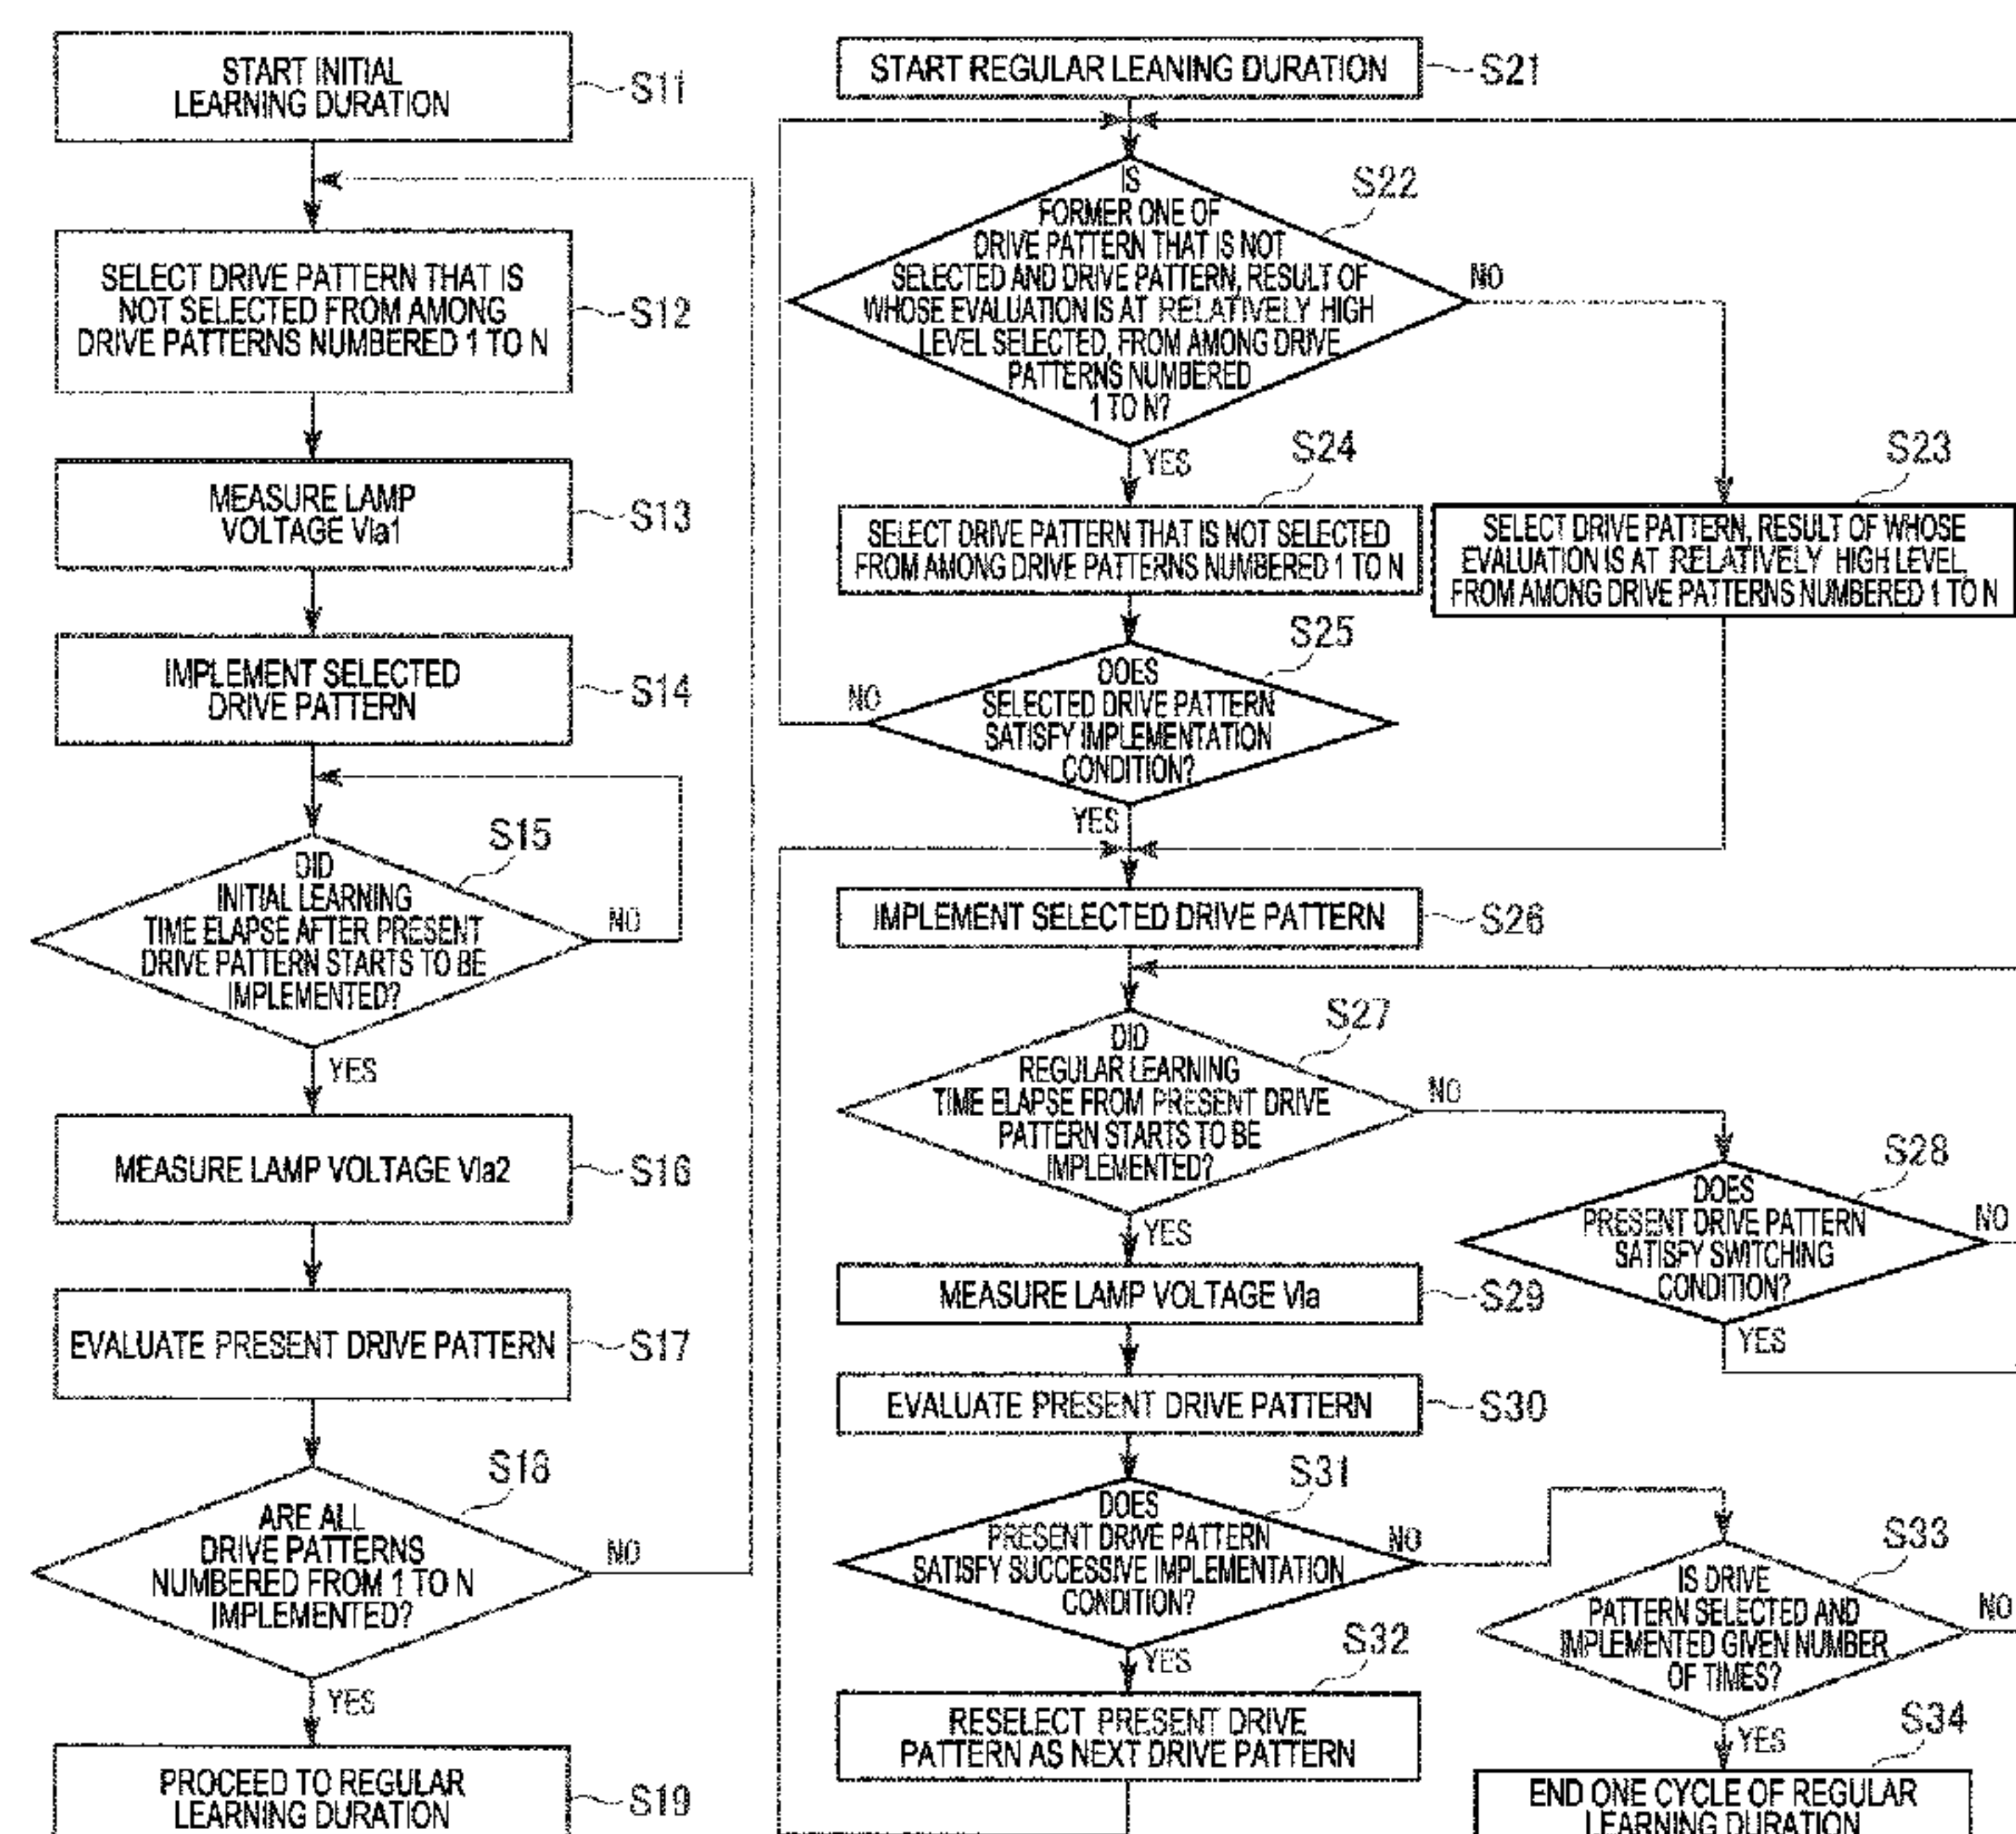 START INITIAL
LEARNING DURATION
S11
SELECT DRIVE PATTERN THAT IS
NOT SELECTED FROM AMONG
DRIVE PATTERNS NUMBERED 1 TO N
S12
MEASURE LAMP
VOLTAGE Vla1
S13
IMPLEMENT SELECTED
DRIVE PATTERN
S14
S15
DID
INITIAL LEARNING
TIME ELAPSE AFTER PRESENT
DRIVE PATTERN STARTS TO BE
IMPLEMENTED?
NO
YES
MEASURE LAMP VOLTAGE Vla2
S16
EVALUATE PRESENT DRIVE PATTERN
S17
S18
ARE ALL
DRIVE PATTERNS
NUMBERED FROM 1 TO N
IMPLEMENTED?
NO
YES
PROCEED TO REGULAR
LEARNING DURATION
S19
START REGULAR LEANING DURATION
S21
S22
IS
FORMER ONE OF
DRIVE PATTERN THAT IS NOT
SELECTED AND DRIVE PATTERN, RESULT OF
WHOSE EVALUATION IS AT RELATIVELY HIGH
LEVEL SELECTED, FROM AMONG DRIVE
PATTERNS NUMBERED
1 TO N?
NO
YES
S24
SELECT DRIVE PATTERN THAT IS NOT SELECTED
FROM AMONG DRIVE PATTERNS NUMBERED 1 TO N
S23
SELECT DRIVE PATTERN, RESULT OF WHOSE
EVALUATION IS AT RELATIVELY HIGH LEVEL,
FROM AMONG DRIVE PATTERNS NUMBERED 1 TO N
S25
DOES
SELECTED DRIVE PATTERN
SATISFY IMPLEMENTATION
CONDITION?
NO
YES
IMPLEMENT SELECTED DRIVE PATTERN
S26
S27
DID
REGULAR LEARNING
TIME ELAPSE FROM PRESENT DRIVE
PATTERN STARTS TO BE
IMPLEMENTED?
NO
YES
S28
DOES
PRESENT DRIVE PATTERN
SATISFY SWITCHING
CONDITION?
NO
YES
MEASURE LAMP VOLTAGE Vla
S29
EVALUATE PRESENT DRIVE PATTERN
S30
S31
DOES
PRESENT DRIVE PATTERN
SATISFY SUCCESSIVE IMPLEMENTATION
CONDITION?
NO
YES
S32
RESELECT PRESENT DRIVE
PATTERN AS NEXT DRIVE PATTERN
S33
IS DRIVE
PATTERN SELECTED AND
IMPLEMENTED GIVEN NUMBER
OF TIMES?
NO
YES
S34
END ONE CYCLE OF REGULAR
LEARNING DURATION